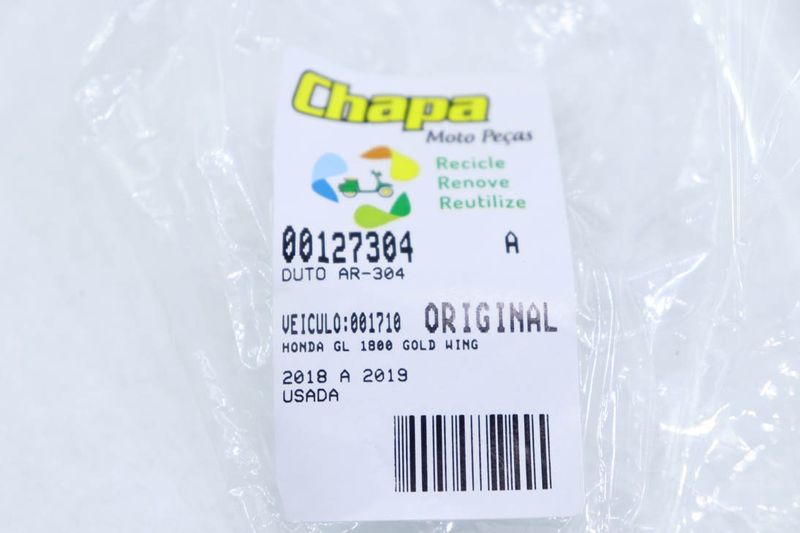 Chapa
Moto Peças
Recicle
Renove
Reutilize
00127304 A
DUTO AR-304
VEICULO:001710 ORIGINAL
HONDA GL 1800 GOLD WING
2018 A 2019
USADA